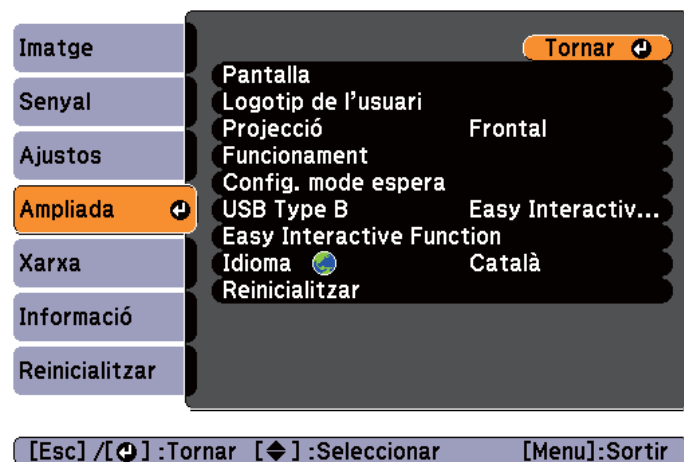 Imatge
Senyal
Ajustos
Ampliada
Xarxa
Informació
Reinicialitzar
Tornar
Pantalla
Logotip de l'usuari
Projecció Frontal
Funcionament
Config. mode espera
USB Type B Easy Interactiv...
Easy Interactive Function
Idioma Català
Reinicialitzar
[Esc] /[ ] :Tornar [ ] :Seleccionar [Menu]:Sortir